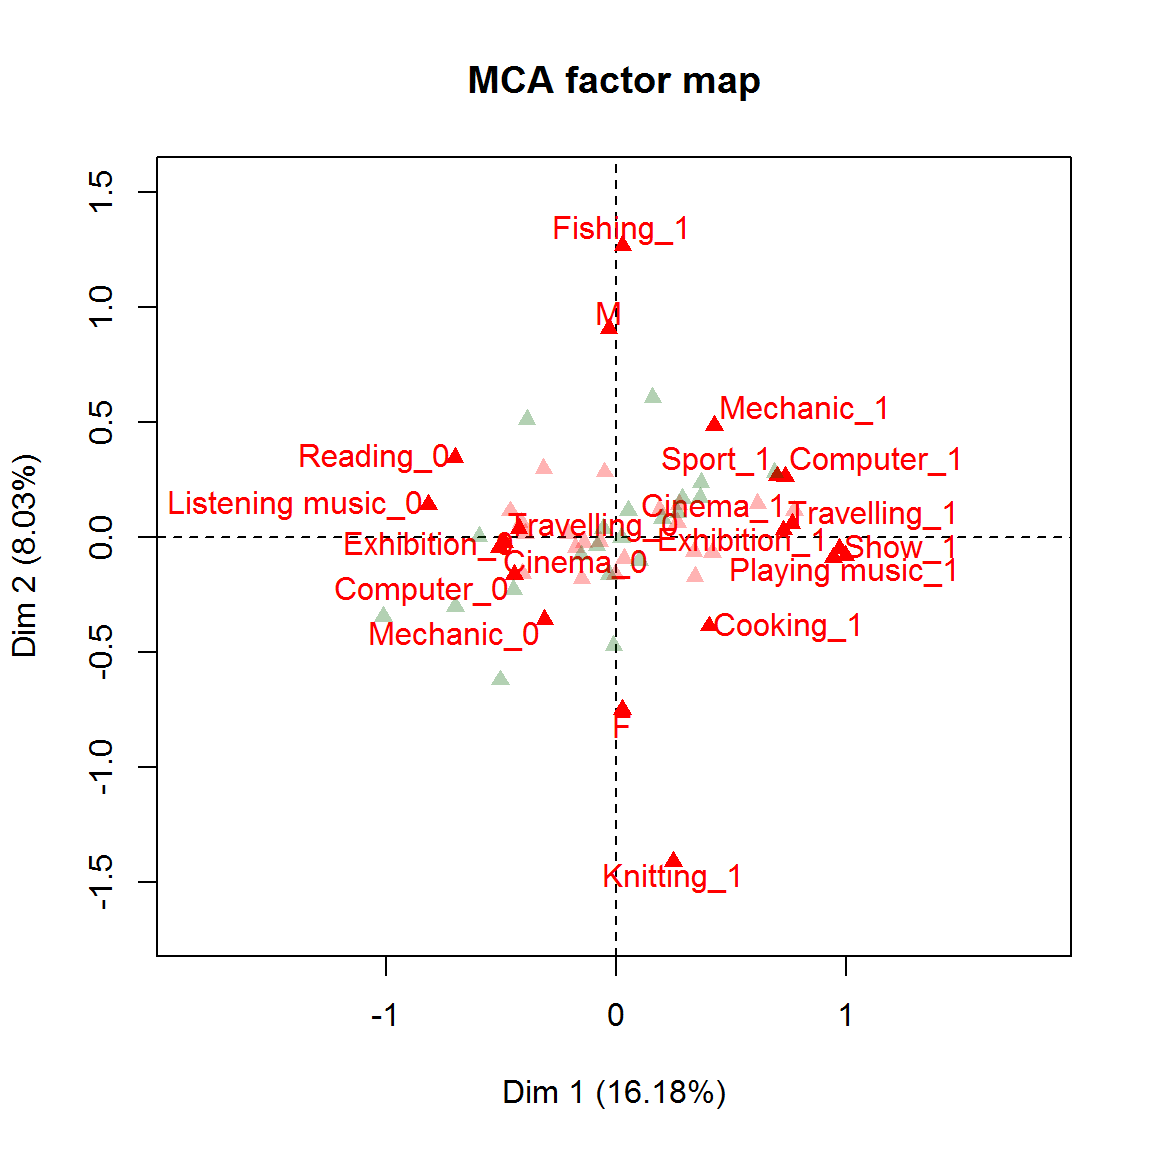 MCA factor map
Dim 2 (8.03%)
1.5
1.0
0.5
0.0
-0.5
-1.0
-1.5
Fishing_1
M
Mechanic_1
Reading_0
Sport_1
Computer_1
Listening music_0
Cinema_1
Travelling_1
Travelling_0
Exhibition_0
Exhibition_1
Show_1
Cinema_0
Playing music_1
Computer_0
Mechanic_0
Cooking_1
F
Knitting_1
-1
0
1
Dim 1 (16.18%)